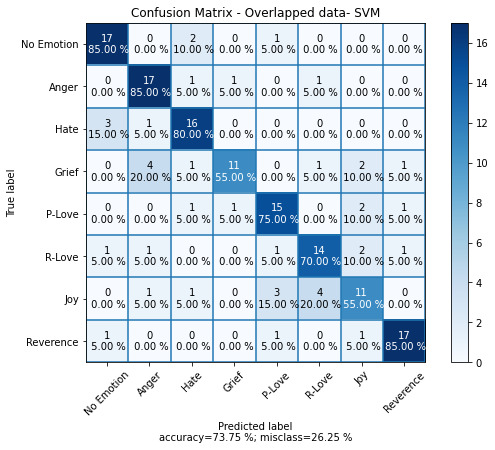 Confusion Matrix - Overlapped data- SVM
No Emotion 17 0 2 0 1 0 0 0
85.00 % 0.00 % 10.00 % 0.00 % 5.00 % 0.00 % 0.00 % 0.00 %
Anger 0 17 1 1 0 1 0 0
0.00 % 85.00 % 5.00 % 5.00 % 0.00 % 5.00 % 0.00 % 0.00 %
Hate 3 1 16 0 0 0 0 0
15.00 % 5.00 % 80.00 % 0.00 % 0.00 % 0.00 % 0.00 % 0.00 %
Grief 0 4 1 11 0 1 2 1
0.00 % 20.00 % 5.00 % 55.00 % 0.00 % 5.00 % 10.00 % 5.00 %
P-Love 0 0 1 1 15 0 2 1
0.00 % 0.00 % 5.00 % 5.00 % 75.00 % 0.00 % 10.00 % 5.00 %
R-Love 1 1 0 0 1 14 2 1
5.00 % 5.00 % 0.00 % 0.00 % 5.00 % 70.00 % 10.00 % 5.00 %
Joy 0 1 1 0 3 4 11 0
0.00 % 5.00 % 5.00 % 0.00 % 15.00 % 20.00 % 55.00 % 0.00 %
Reverence 1 0 0 0 1 0 1 17
5.00 % 0.00 % 0.00 % 0.00 % 5.00 % 0.00 % 5.00 % 85.00 %
No Emotion Anger Hate Grief P-Love R-Love Joy Reverence
True label
Predicted label
accuracy=73.75 %; misclass=26.25 %
16
14
12
10
8
6
4
2
0